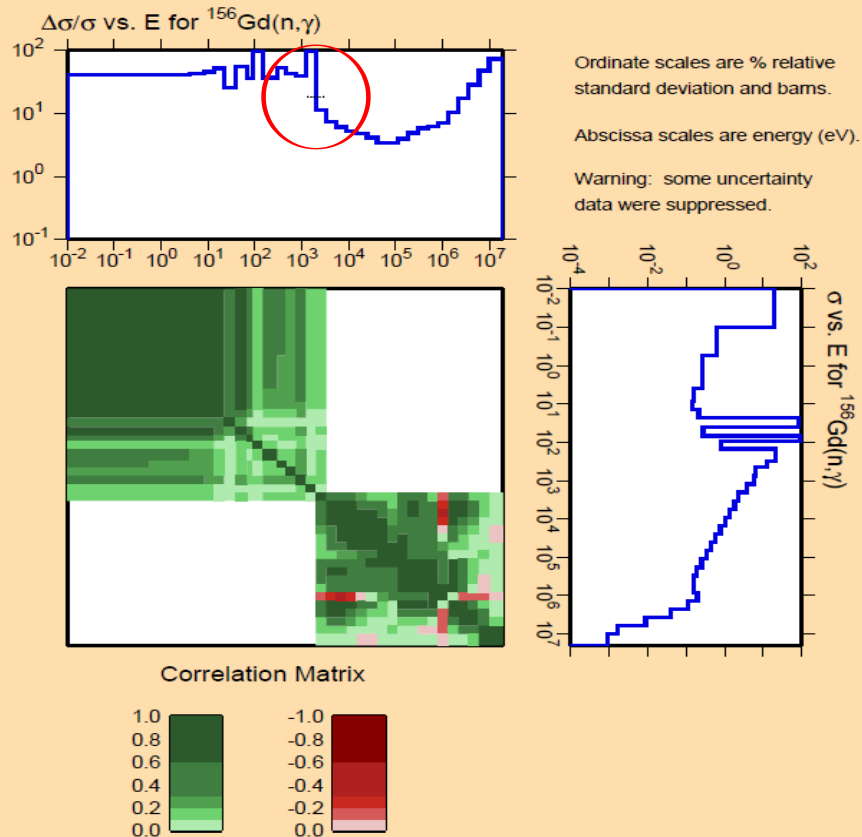 Δσ/σ vs. E for ¹⁵⁶Gd(n,γ)
10²
10¹
10⁰
10⁻¹
10⁻² 10⁻¹ 10⁰ 10¹ 10² 10³ 10⁴ 10⁵ 10⁶ 10⁷
Ordinate scales are % relative
standard deviation and barns.
Abscissa scales are energy (eV).
Warning: some uncertainty
data were suppressed.
10⁻⁴ 10⁻² 10⁰ 10²
σ vs. E for ¹⁵⁶Gd(n,γ)
10⁻² 10⁻¹ 10⁰ 10¹ 10² 10³ 10⁴ 10⁵ 10⁶ 10⁷
Correlation Matrix
1.0 -1.0
0.8 -0.8
0.6 -0.6
0.4 -0.4
0.2 -0.2
0.0 0.0